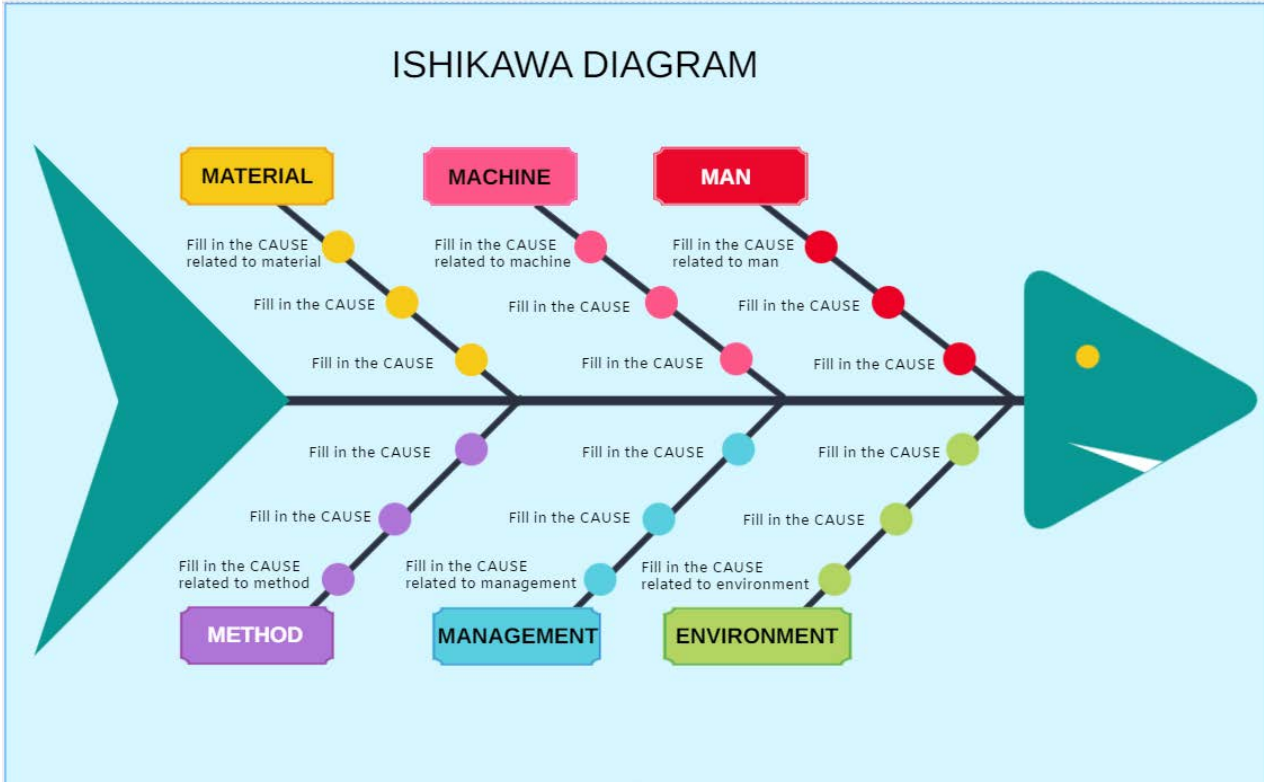 ISHIKAWA DIAGRAM
MATERIAL
MACHINE
MAN
Fill in the CAUSE
related to material
Fill in the CAUSE
related to machine
Fill in the CAUSE
related to man
Fill in the CAUSE
Fill in the CAUSE
Fill in the CAUSE
Fill in the CAUSE
Fill in the CAUSE
Fill in the CAUSE
Fill in the CAUSE
Fill in the CAUSE
Fill in the CAUSE
Fill in the CAUSE
Fill in the CAUSE
Fill in the CAUSE
Fill in the CAUSE
related to method
Fill in the CAUSE
related to management
Fill in the CAUSE
related to environment
METHOD
MANAGEMENT
ENVIRONMENT